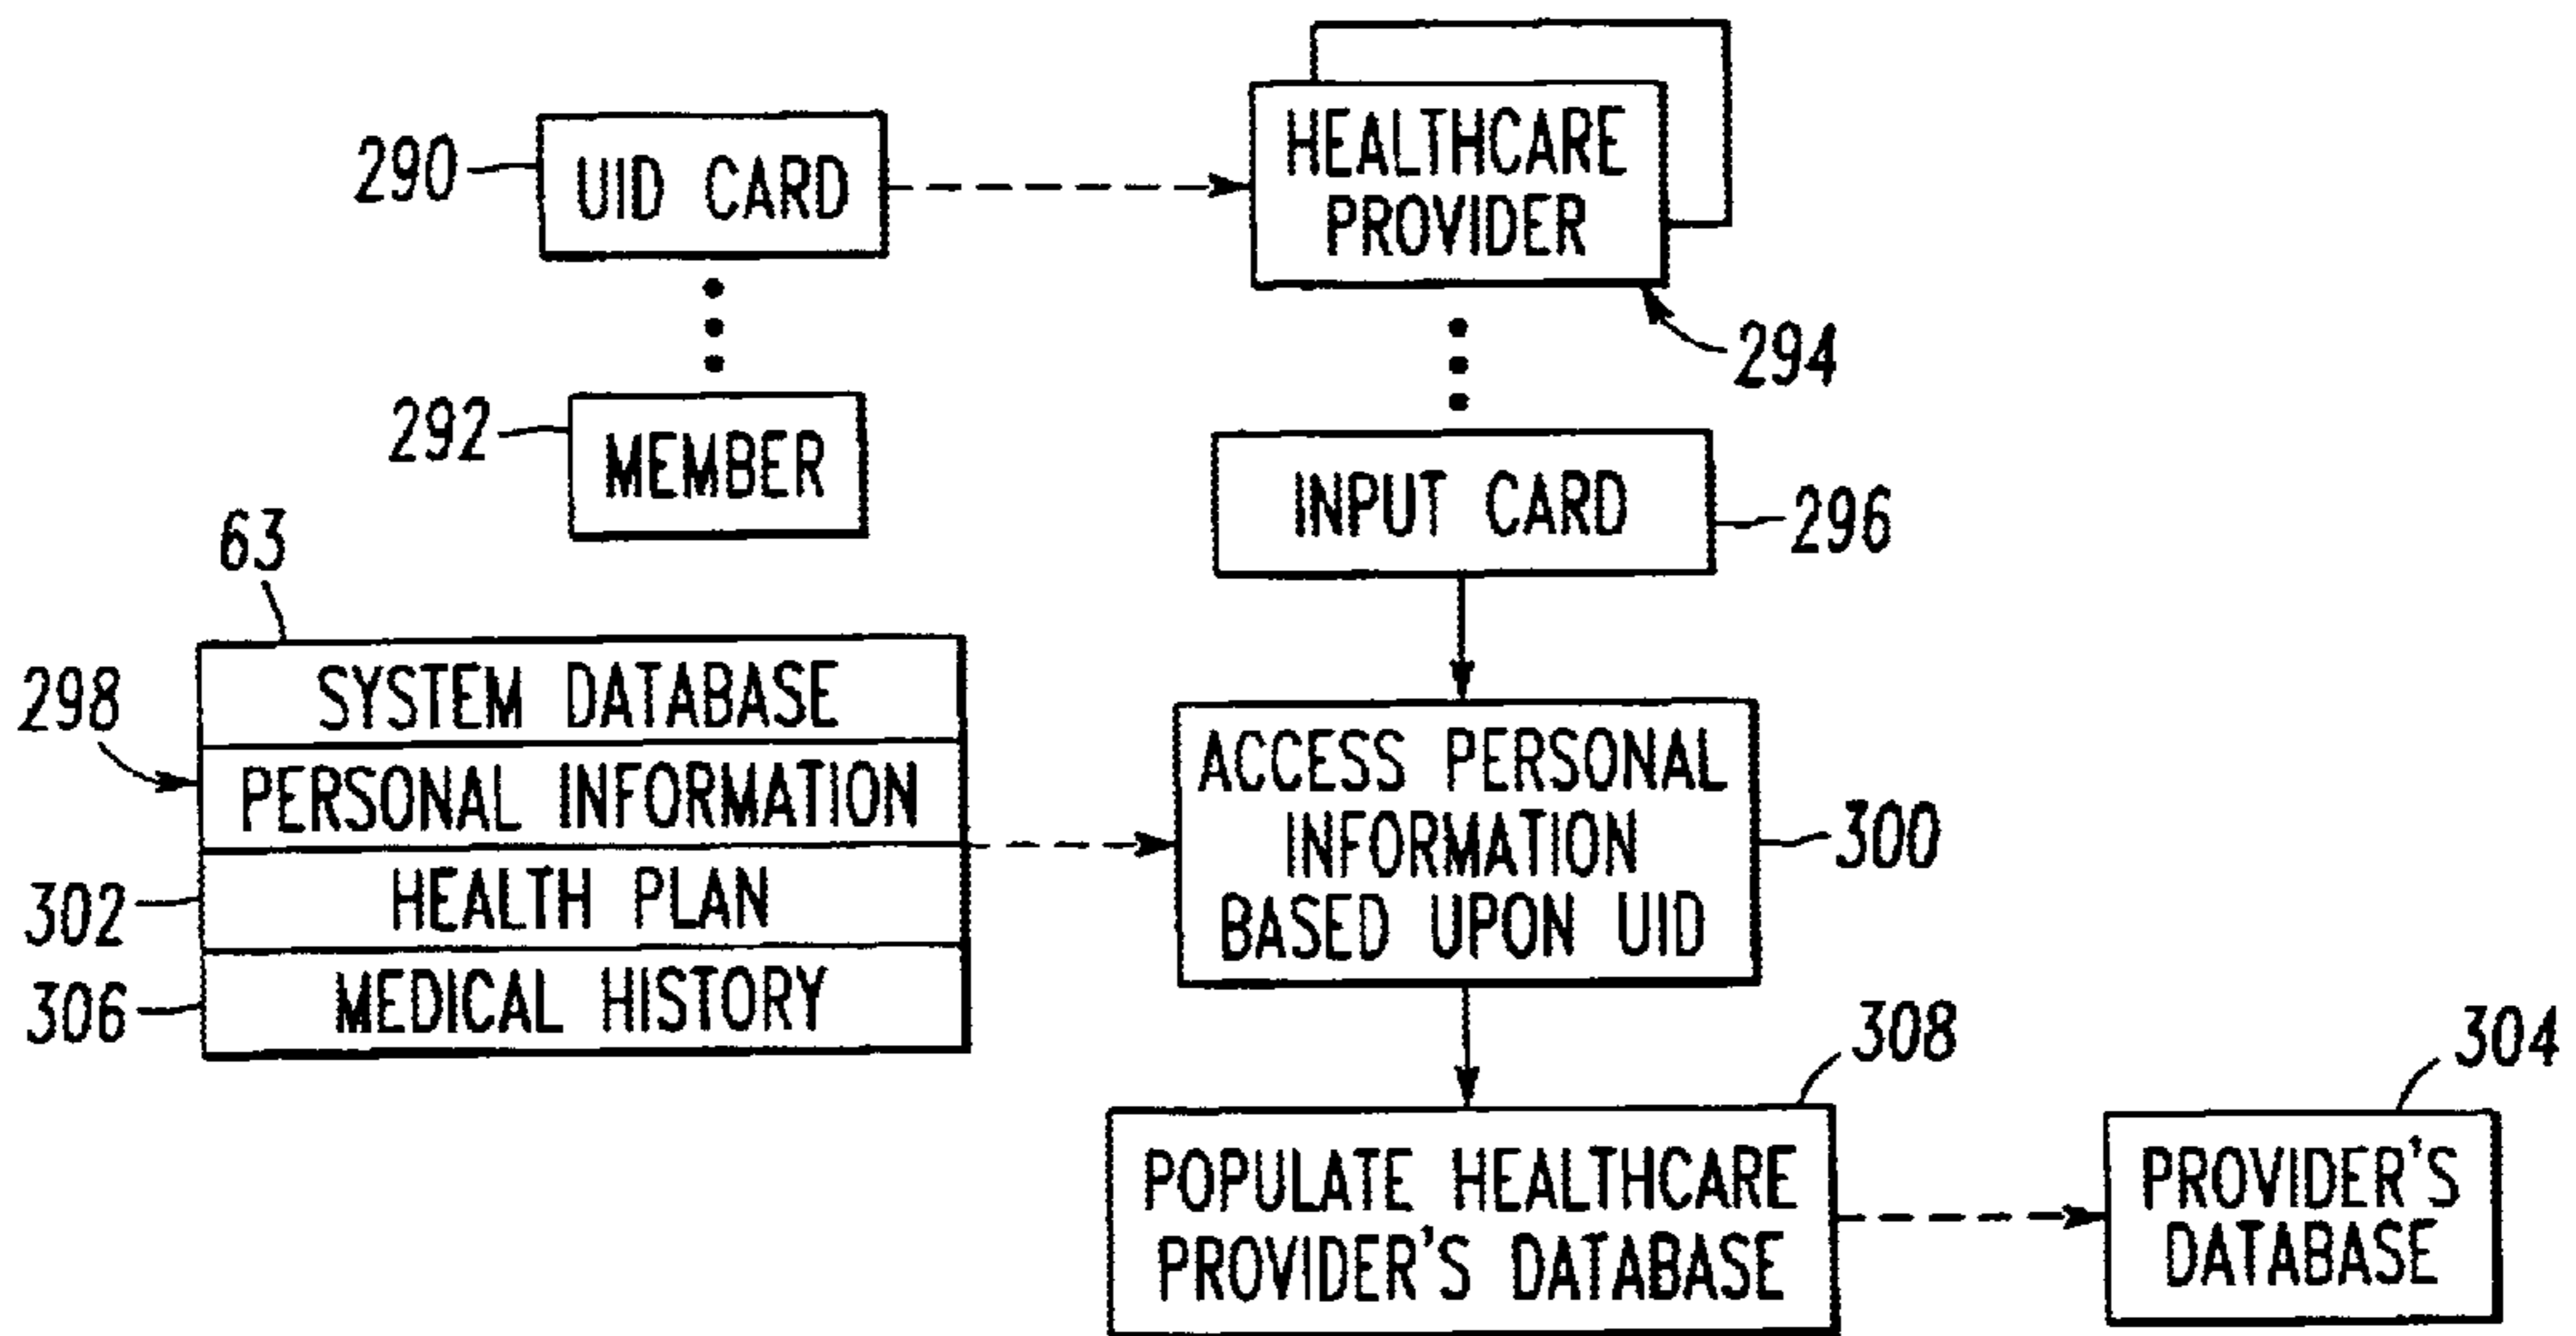 290
UID CARD
HEALTHCARE
PROVIDER
294
292
MEMBER
INPUT CARD
296
63
298
SYSTEM DATABASE
PERSONAL INFORMATION
302
HEALTH PLAN
306
MEDICAL HISTORY
ACCESS PERSONAL
INFORMATION
BASED UPON UID
300
308
POPULATE HEALTHCARE
PROVIDER'S DATABASE
304
PROVIDER'S
DATABASE